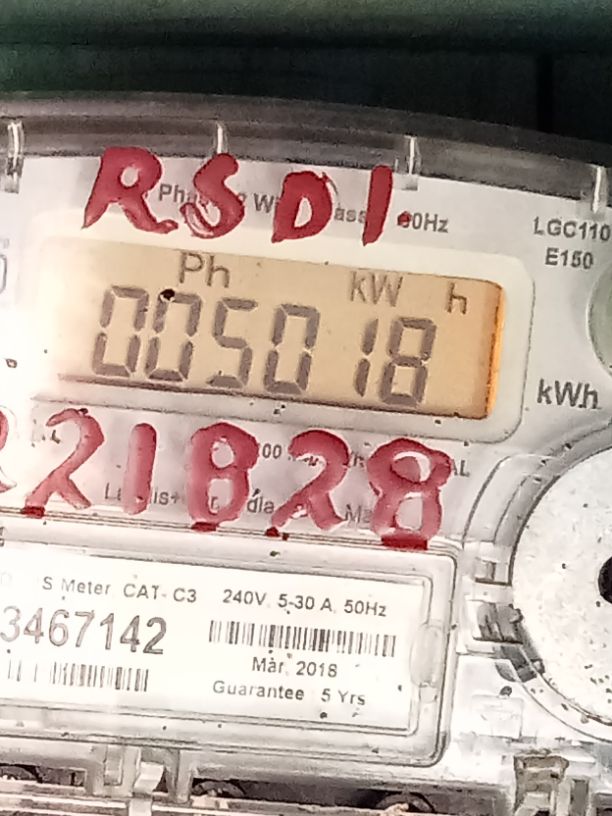 RSD1
LGC110
E150
Ph kW h
005018
kWh
21828
S Meter CAT- C3 240V, 5-30 A, 50Hz
3467142
Mar, 2018
Guarantee 5 Yrs